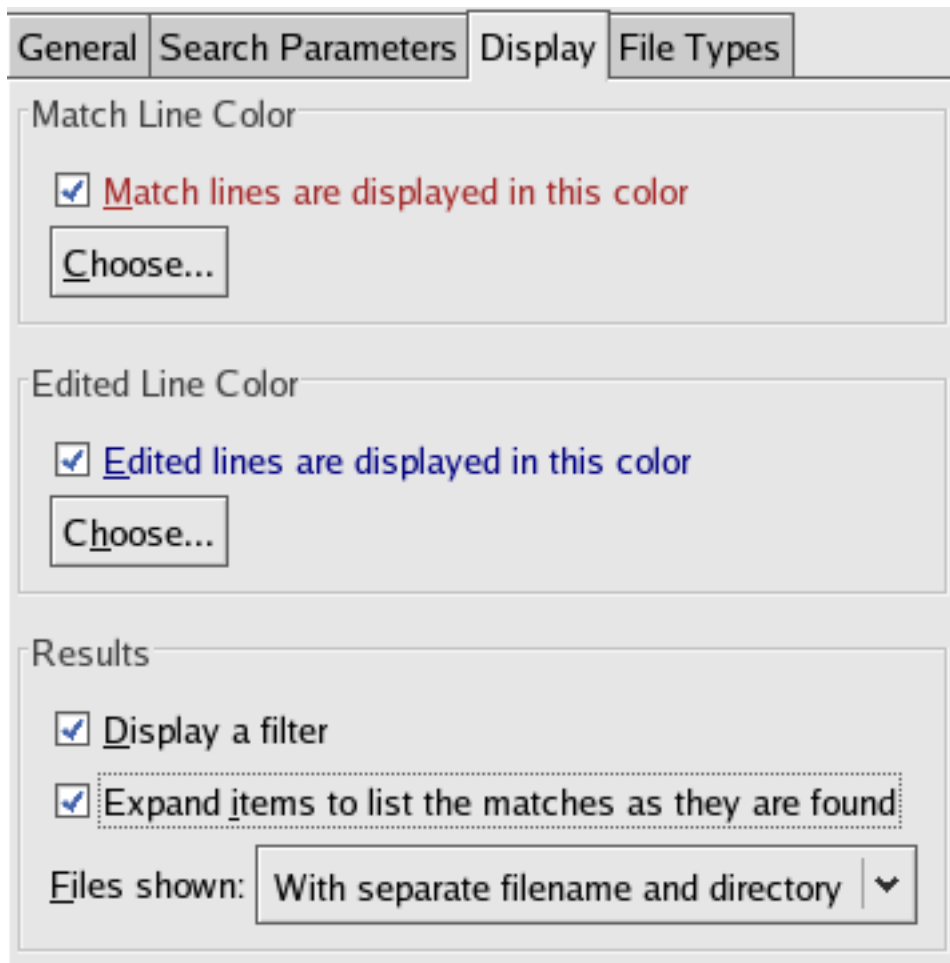 General Search Parameters Display File Types
Match Line Color
Match lines are displayed in this color
Choose...
Edited Line Color
Edited lines are displayed in this color
Choose...
Results
Display a filter
Expand items to list the matches as they are found
Files shown: With separate filename and directory